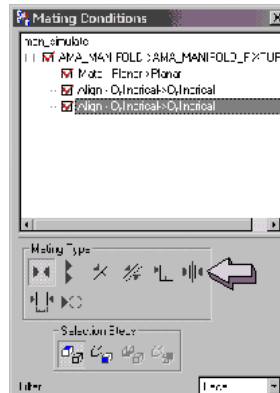 Mating Conditions
man_simulate
AMA_MANIFOLD->AMA_MANIFOLD_FIXTUR
Mate - Planar->Planar
Align - Cylindrical->Cylindrical
Align - Cylindrical->Cylindrical
Mating Type
Selection Steps
Filter
Face